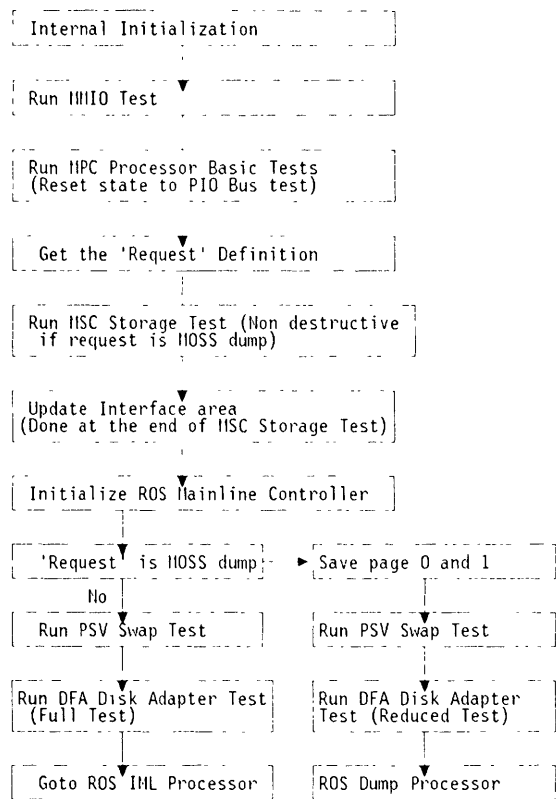 Internal Initialization
Run MMIO Test
Run MPC Processor Basic Tests
(Reset state to PIO Bus test)
Get the 'Request' Definition
Run MSC Storage Test (Non destructive
if request is MOSS dump)
Update Interface area
(Done at the end of MSC Storage Test)
Initialize ROS Mainline Controller
'Request' is MOSS dump
Save page 0 and 1
No
Run PSV Swap Test
Run PSV Swap Test
Run DFA Disk Adapter Test
(Full Test)
Run DFA Disk Adapter
Test (Reduced Test)
Goto ROS IML Processor
ROS Dump Processor